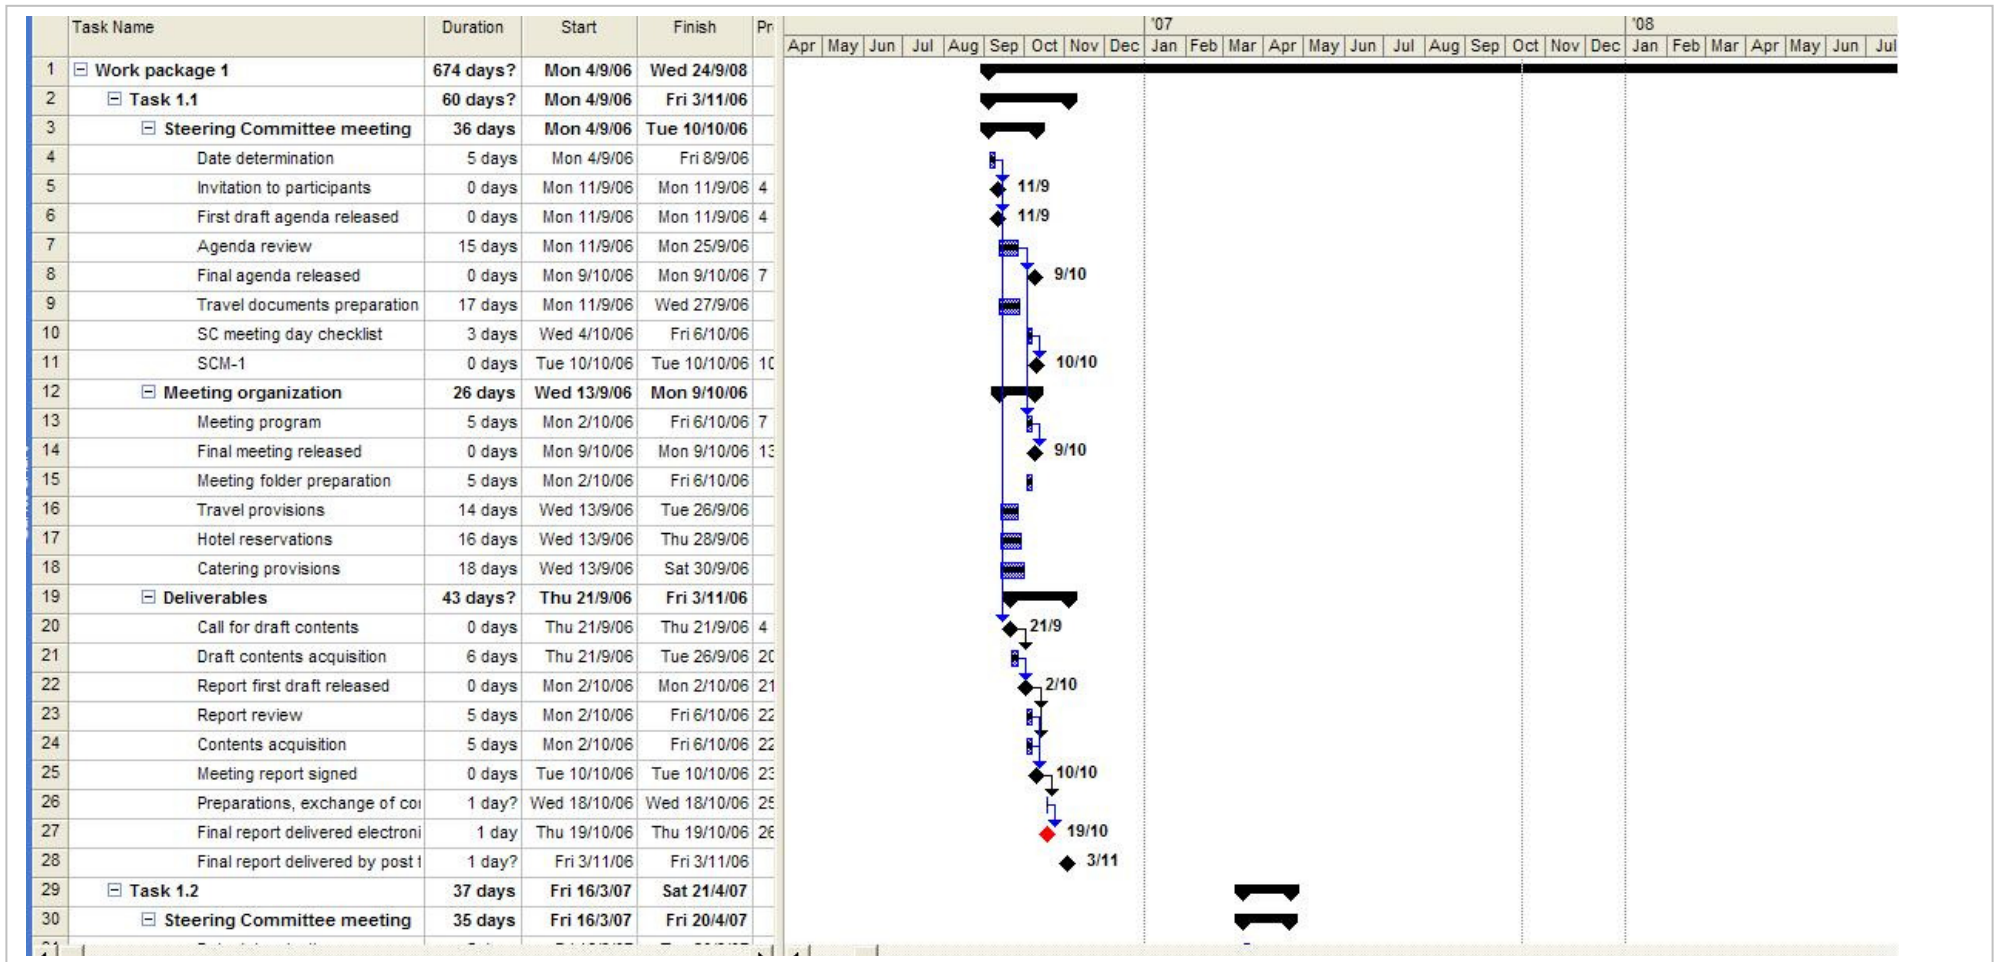 Task Name Duration Start Finish Pr
'07 '08
Apr May Jun Jul Aug Sep Oct Nov Dec Jan Feb Mar Apr May Jun Jul Aug Sep Oct Nov Dec Jan Feb Mar Apr May Jun Jul
1 Work package 1 674 days? Mon 4/9/06 Wed 24/9/08
2 Task 1.1 60 days? Mon 4/9/06 Fri 3/11/06
3 Steering Committee meeting 36 days Mon 4/9/06 Tue 10/10/06
4 Date determination 5 days Mon 4/9/06 Fri 8/9/06
5 Invitation to participants 0 days Mon 11/9/06 Mon 11/9/06 4 11/9
6 First draft agenda released 0 days Mon 11/9/06 Mon 11/9/06 4 11/9
7 Agenda review 15 days Mon 11/9/06 Mon 25/9/06
8 Final agenda released 0 days Mon 9/10/06 Mon 9/10/06 7 9/10
9 Travel documents preparation 17 days Mon 11/9/06 Wed 27/9/06
10 SC meeting day checklist 3 days Wed 4/10/06 Fri 6/10/06
11 SCM-1 0 days Tue 10/10/06 Tue 10/10/06 10 10/10
12 Meeting organization 26 days Wed 13/9/06 Mon 9/10/06
13 Meeting program 5 days Mon 2/10/06 Fri 6/10/06 7
14 Final meeting released 0 days Mon 9/10/06 Mon 9/10/06 13 9/10
15 Meeting folder preparation 5 days Mon 2/10/06 Fri 6/10/06
16 Travel provisions 14 days Wed 13/9/06 Tue 26/9/06
17 Hotel reservations 16 days Wed 13/9/06 Thu 28/9/06
18 Catering provisions 18 days Wed 13/9/06 Sat 30/9/06
19 Deliverables 43 days? Thu 21/9/06 Fri 3/11/06
20 Call for draft contents 0 days Thu 21/9/06 Thu 21/9/06 4 21/9
21 Draft contents acquisition 6 days Thu 21/9/06 Tue 26/9/06 20
22 Report first draft released 0 days Mon 2/10/06 Mon 2/10/06 21 2/10
23 Report review 5 days Mon 2/10/06 Fri 6/10/06 22
24 Contents acquisition 5 days Mon 2/10/06 Fri 6/10/06 22
25 Meeting report signed 0 days Tue 10/10/06 Tue 10/10/06 23 10/10
26 Preparations, exchange of 1 day? Wed 18/10/06 Wed 18/10/06 25
27 Final report delivered electroni 1 day Thu 19/10/06 Thu 19/10/06 26 19/10
28 Final report delivered by post 1 day? Fri 3/11/06 Fri 3/11/06 3/11
29 Task 1.2 37 days Fri 16/3/07 Sat 21/4/07
30 Steering Committee meeting 35 days Fri 16/3/07 Fri 20/4/07